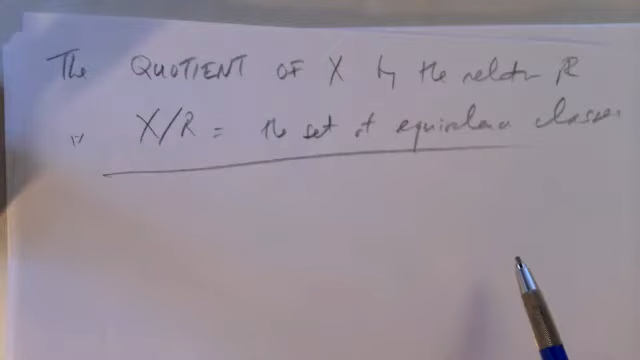 The QUOTIENT OF X by the relation R
is X/R = the set of equivalence classes